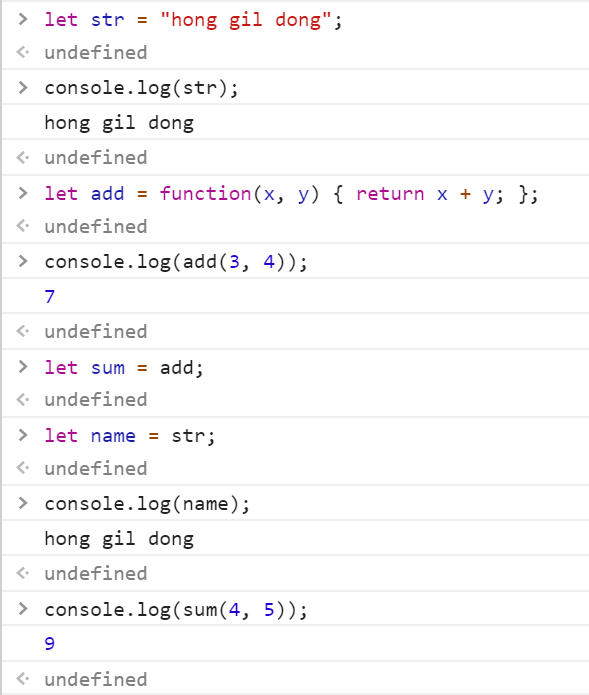 > let str = "hong gil dong";
undefined
> console.log(str);
hong gil dong
undefined
> let add = function(x, y) { return x + y; };
undefined
> console.log(add(3, 4));
7
undefined
> let sum = add;
undefined
> let name = str;
undefined
> console.log(name);
hong gil dong
undefined
> console.log(sum(4, 5));
9
undefined